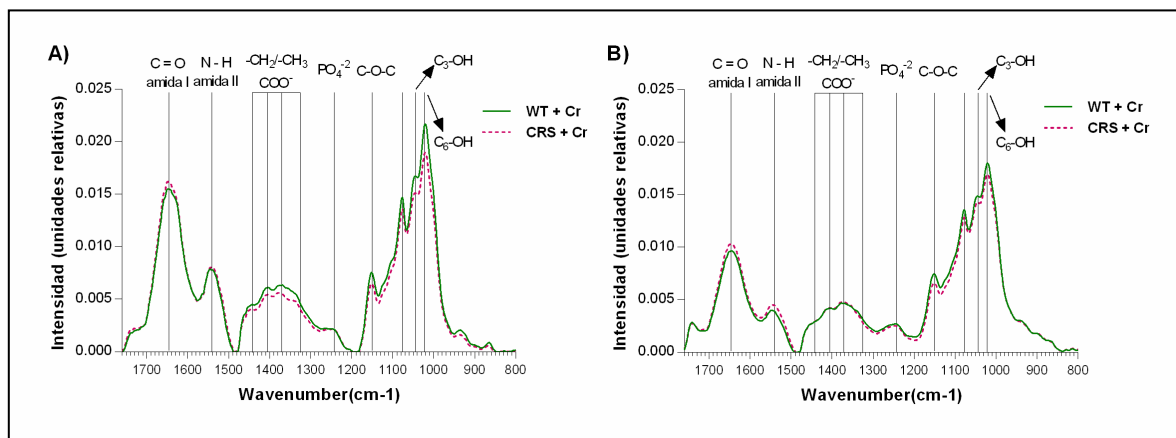 A)
C = O
amida I
N - H
amida II
-CH2/-CH3
COO-
PO4-2
C-O-C
C3-OH
C6-OH
WT + Cr
CRS + Cr
Intensidad (unidades relativas)
0.025
0.020
0.015
0.010
0.005
0.000
1700 1600 1500 1400 1300 1200 1100 1000 900 800
Wavenumber(cm-1)
B)
C = O
amida I
N - H
amida II
-CH2/-CH3
COO-
PO4-2
C-O-C
C3-OH
C6-OH
WT + Cr
CRS + Cr
Intensidad (unidades relativas)
0.025
0.020
0.015
0.010
0.005
0.000
1700 1600 1500 1400 1300 1200 1100 1000 900 800
Wavenumber(cm-1)